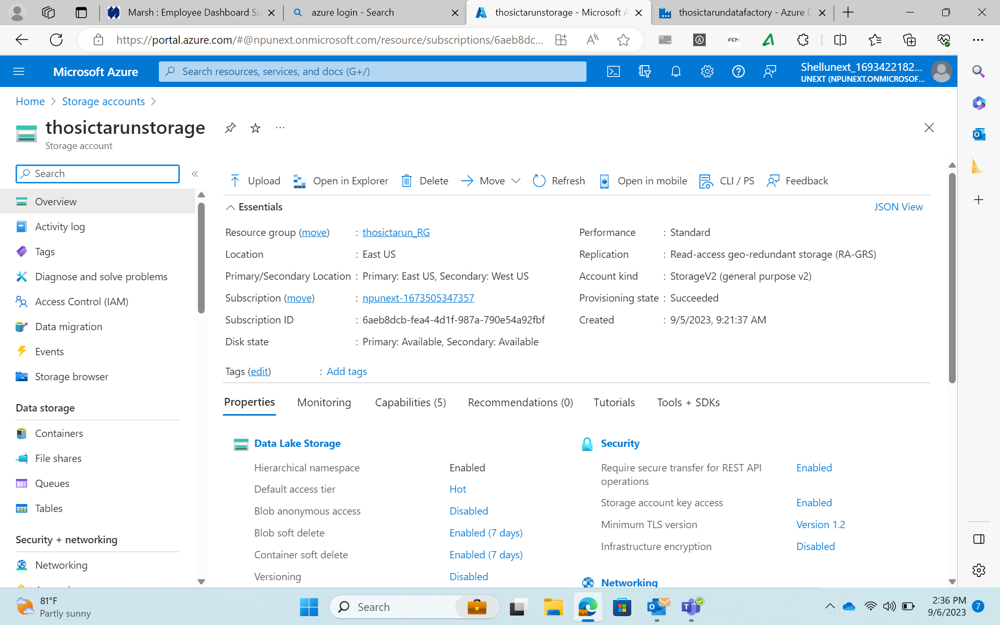 Marsh : Employee Dashboard Su
azure login - Search
thosictarunstorage - Microsoft A
thosictarundatafactory - Azure D
https://portal.azure.com/#@npunext.onmicrosoft.com/resource/subscriptions/6aeb8dc...
FCM
Microsoft Azure
Search resources, services, and docs (G+/)
Shellunext_1693422182...
UNEXT (NPUNEXT.ONMICROSOF...
Home > Storage accounts >
thosictarunstorage
Storage account
Search
Overview
Activity log
Tags
Diagnose and solve problems
Access Control (IAM)
Data migration
Events
Storage browser
Data storage
Containers
File shares
Queues
Tables
Security + networking
Networking
Upload Open in Explorer Delete Move Refresh Open in mobile CLI / PS Feedback
Essentials
JSON View
Resource group (move) : thosictarun_RG
Location : East US
Primary/Secondary Location : Primary: East US, Secondary: West US
Subscription (move) : npunext-1673505347357
Subscription ID : 6aeb8dcb-fea4-4d1f-987a-790e54a92fbf
Disk state : Primary: Available, Secondary: Available
Performance : Standard
Replication : Read-access geo-redundant storage (RA-GRS)
Account kind : StorageV2 (general purpose v2)
Provisioning state : Succeeded
Created : 9/5/2023, 9:21:37 AM
Tags (edit) : Add tags
Properties Monitoring Capabilities (5) Recommendations (0) Tutorials Tools + SDKs
Data Lake Storage
Hierarchical namespace Enabled
Default access tier Hot
Blob anonymous access Disabled
Blob soft delete Enabled (7 days)
Container soft delete Enabled (7 days)
Versioning Disabled
Security
Require secure transfer for REST API Enabled
operations
Storage account key access Enabled
Minimum TLS version Version 1.2
Infrastructure encryption Disabled
Networking
81°F
Partly sunny
Search
2:36 PM
9/6/2023
7